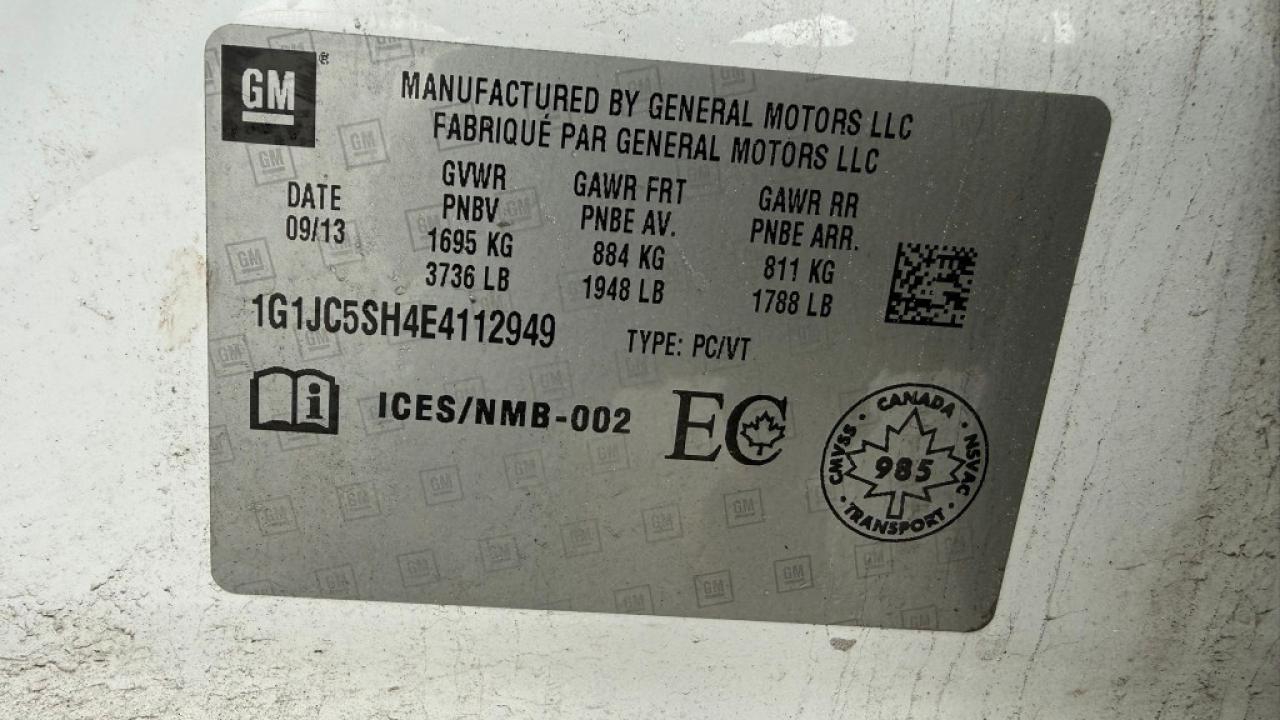 GM ®
MANUFACTURED BY GENERAL MOTORS LLC
FABRIQUÉ PAR GENERAL MOTORS LLC
DATE
09/13
GVWR
PNBV
1695 KG
3736 LB
GAWR FRT
PNBE AV.
884 KG
1948 LB
GAWR RR
PNBE ARR.
811 KG
1788 LB
1G1JC5SH4E4112949
TYPE: PC/VT
i
ICES/NMB-002
EC
CANADA
CMVSS · NSVAC
985
TRANSPORT